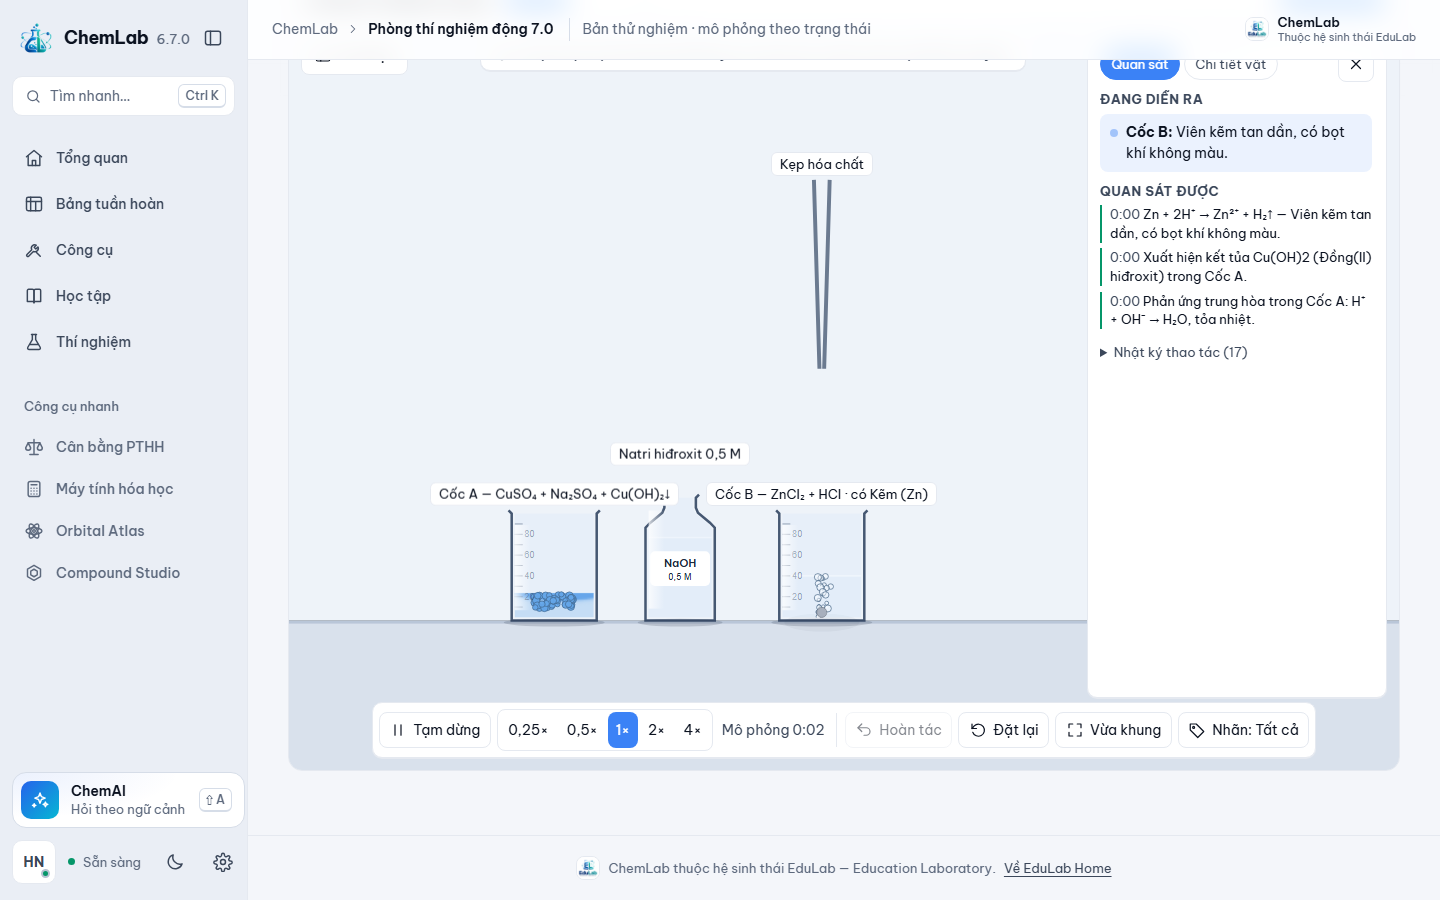 ChemLab 6.7.0
Tìm nhanh... Ctrl K
Tổng quan
Bảng tuần hoàn
Công cụ
Học tập
Thí nghiệm
Công cụ nhanh
Cân bằng PTHH
Máy tính hóa học
Orbital Atlas
Compound Studio
ChemAI
Hỏi theo ngữ cảnh
⇧ A
HN
Sẵn sàng
ChemLab > Phòng thí nghiệm động 7.0
Bản thử nghiệm · mô phỏng theo trạng thái
ChemLab
Thuộc hệ sinh thái EduLab
Quan sát
Chi tiết vật
ĐANG DIỄN RA
Cốc B: Viên kẽm tan dần, có bọt
khí không màu.
QUAN SÁT ĐƯỢC
0:00 Zn + 2H⁺ → Zn²⁺ + H₂↑ — Viên kẽm tan
dần, có bọt khí không màu.
0:00 Xuất hiện kết tủa Cu(OH)2 (Đồng(II)
hiđroxit) trong Cốc A.
0:00 Phản ứng trung hòa trong Cốc A: H⁺
+ OH⁻ → H₂O, tỏa nhiệt.
Nhật ký thao tác (17)
Kẹp hóa chất
Natri hiđroxit 0,5 M
Cốc A — CuSO₄ + Na₂SO₄ + Cu(OH)₂↓
Cốc B — ZnCl₂ + HCl · có Kẽm (Zn)
80
60
40
20
NaOH
0,5 M
80
60
40
20
Tạm dừng
0,25×
0,5×
1×
2×
4×
Mô phỏng 0:02
Hoàn tác
Đặt lại
Vừa khung
Nhãn: Tất cả
ChemLab thuộc hệ sinh thái EduLab — Education Laboratory. Về EduLab Home